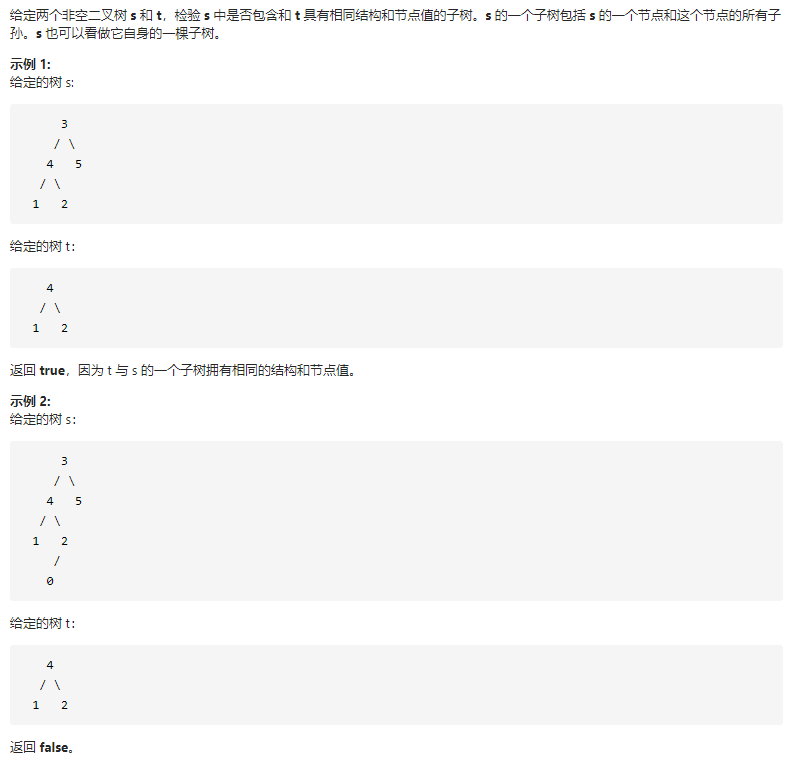 给定两个非空二叉树 s 和 t，检验 s 中是否包含和 t 具有相同结构和节点值的子树。s 的一个子树包括 s 的一个节点和这个节点的所有子
孙。s 也可以看做它自身的一棵子树。
示例 1:
给定的树 s:
3
/ \
4   5
/ \
1   2
给定的树 t：
4
/ \
1   2
返回 true，因为 t 与 s 的一个子树拥有相同的结构和节点值。
示例 2:
给定的树 s：
3
/ \
4   5
/ \
1   2
/
0
给定的树 t：
4
/ \
1   2
返回 false。